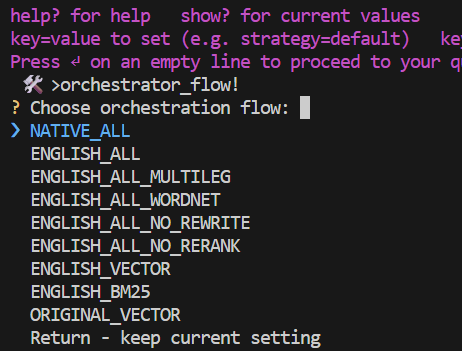 help? for help   show? for current values
key=value to set (e.g. strategy=default)   ke
Press ↵ on an empty line to proceed to your qu
🛠 >orchestrator_flow!
? Choose orchestration flow:
❯ NATIVE_ALL
ENGLISH_ALL
ENGLISH_ALL_MULTILEG
ENGLISH_ALL_WORDNET
ENGLISH_ALL_NO_REWRITE
ENGLISH_ALL_NO_RERANK
ENGLISH_VECTOR
ENGLISH_BM25
ORIGINAL_VECTOR
Return - keep current setting